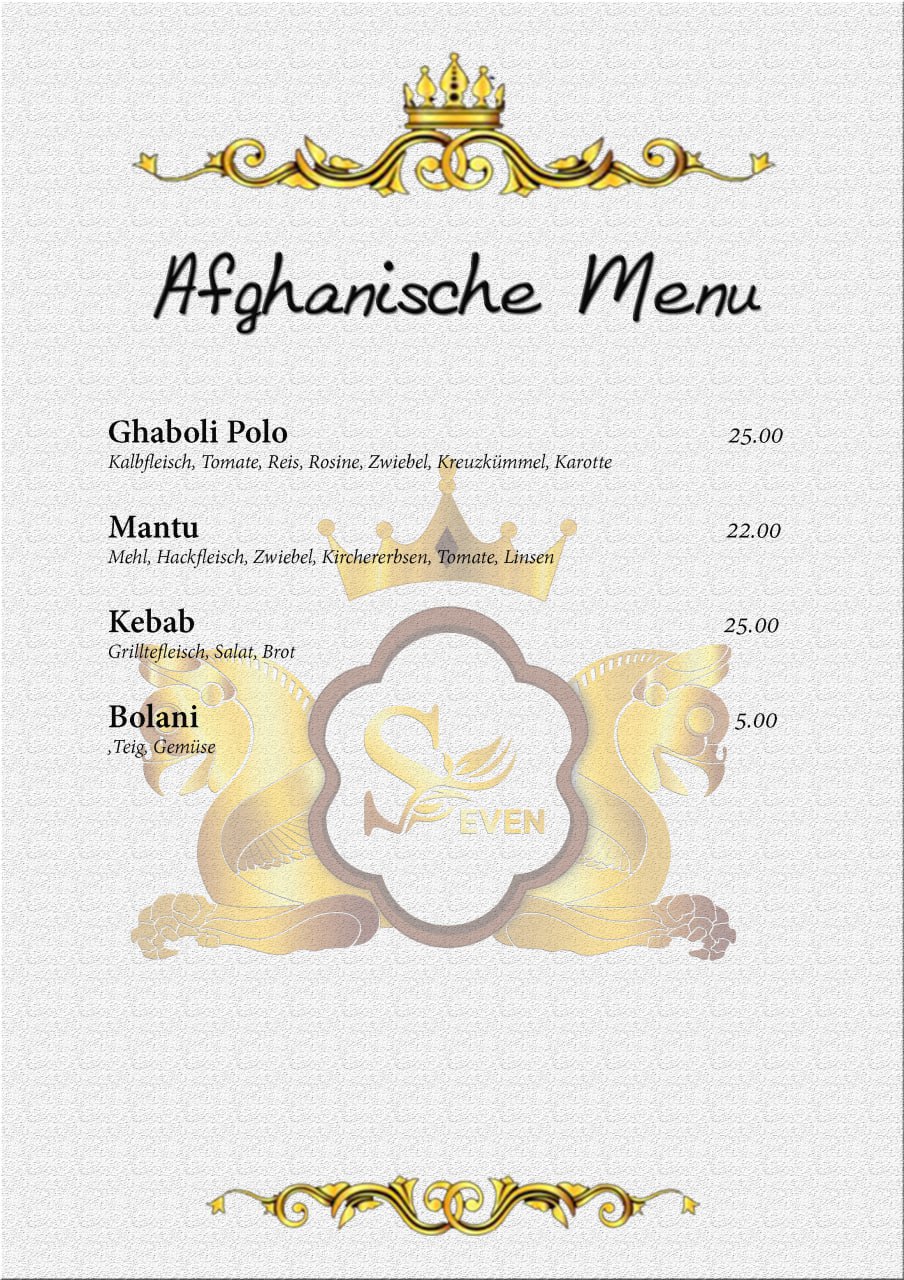 Afghanische Menu
Ghaboli Polo 25.00
Kalbfleisch, Tomate, Reis, Rosine, Zwiebel, Kreuzkümmel, Karotte
Mantu 22.00
Mehl, Hackfleisch, Zwiebel, Kirchererbsen, Tomate, Linsen
Kebab 25.00
Grilltefleisch, Salat, Brot
Bolani 5.00
,Teig, Gemüse
SEVEN